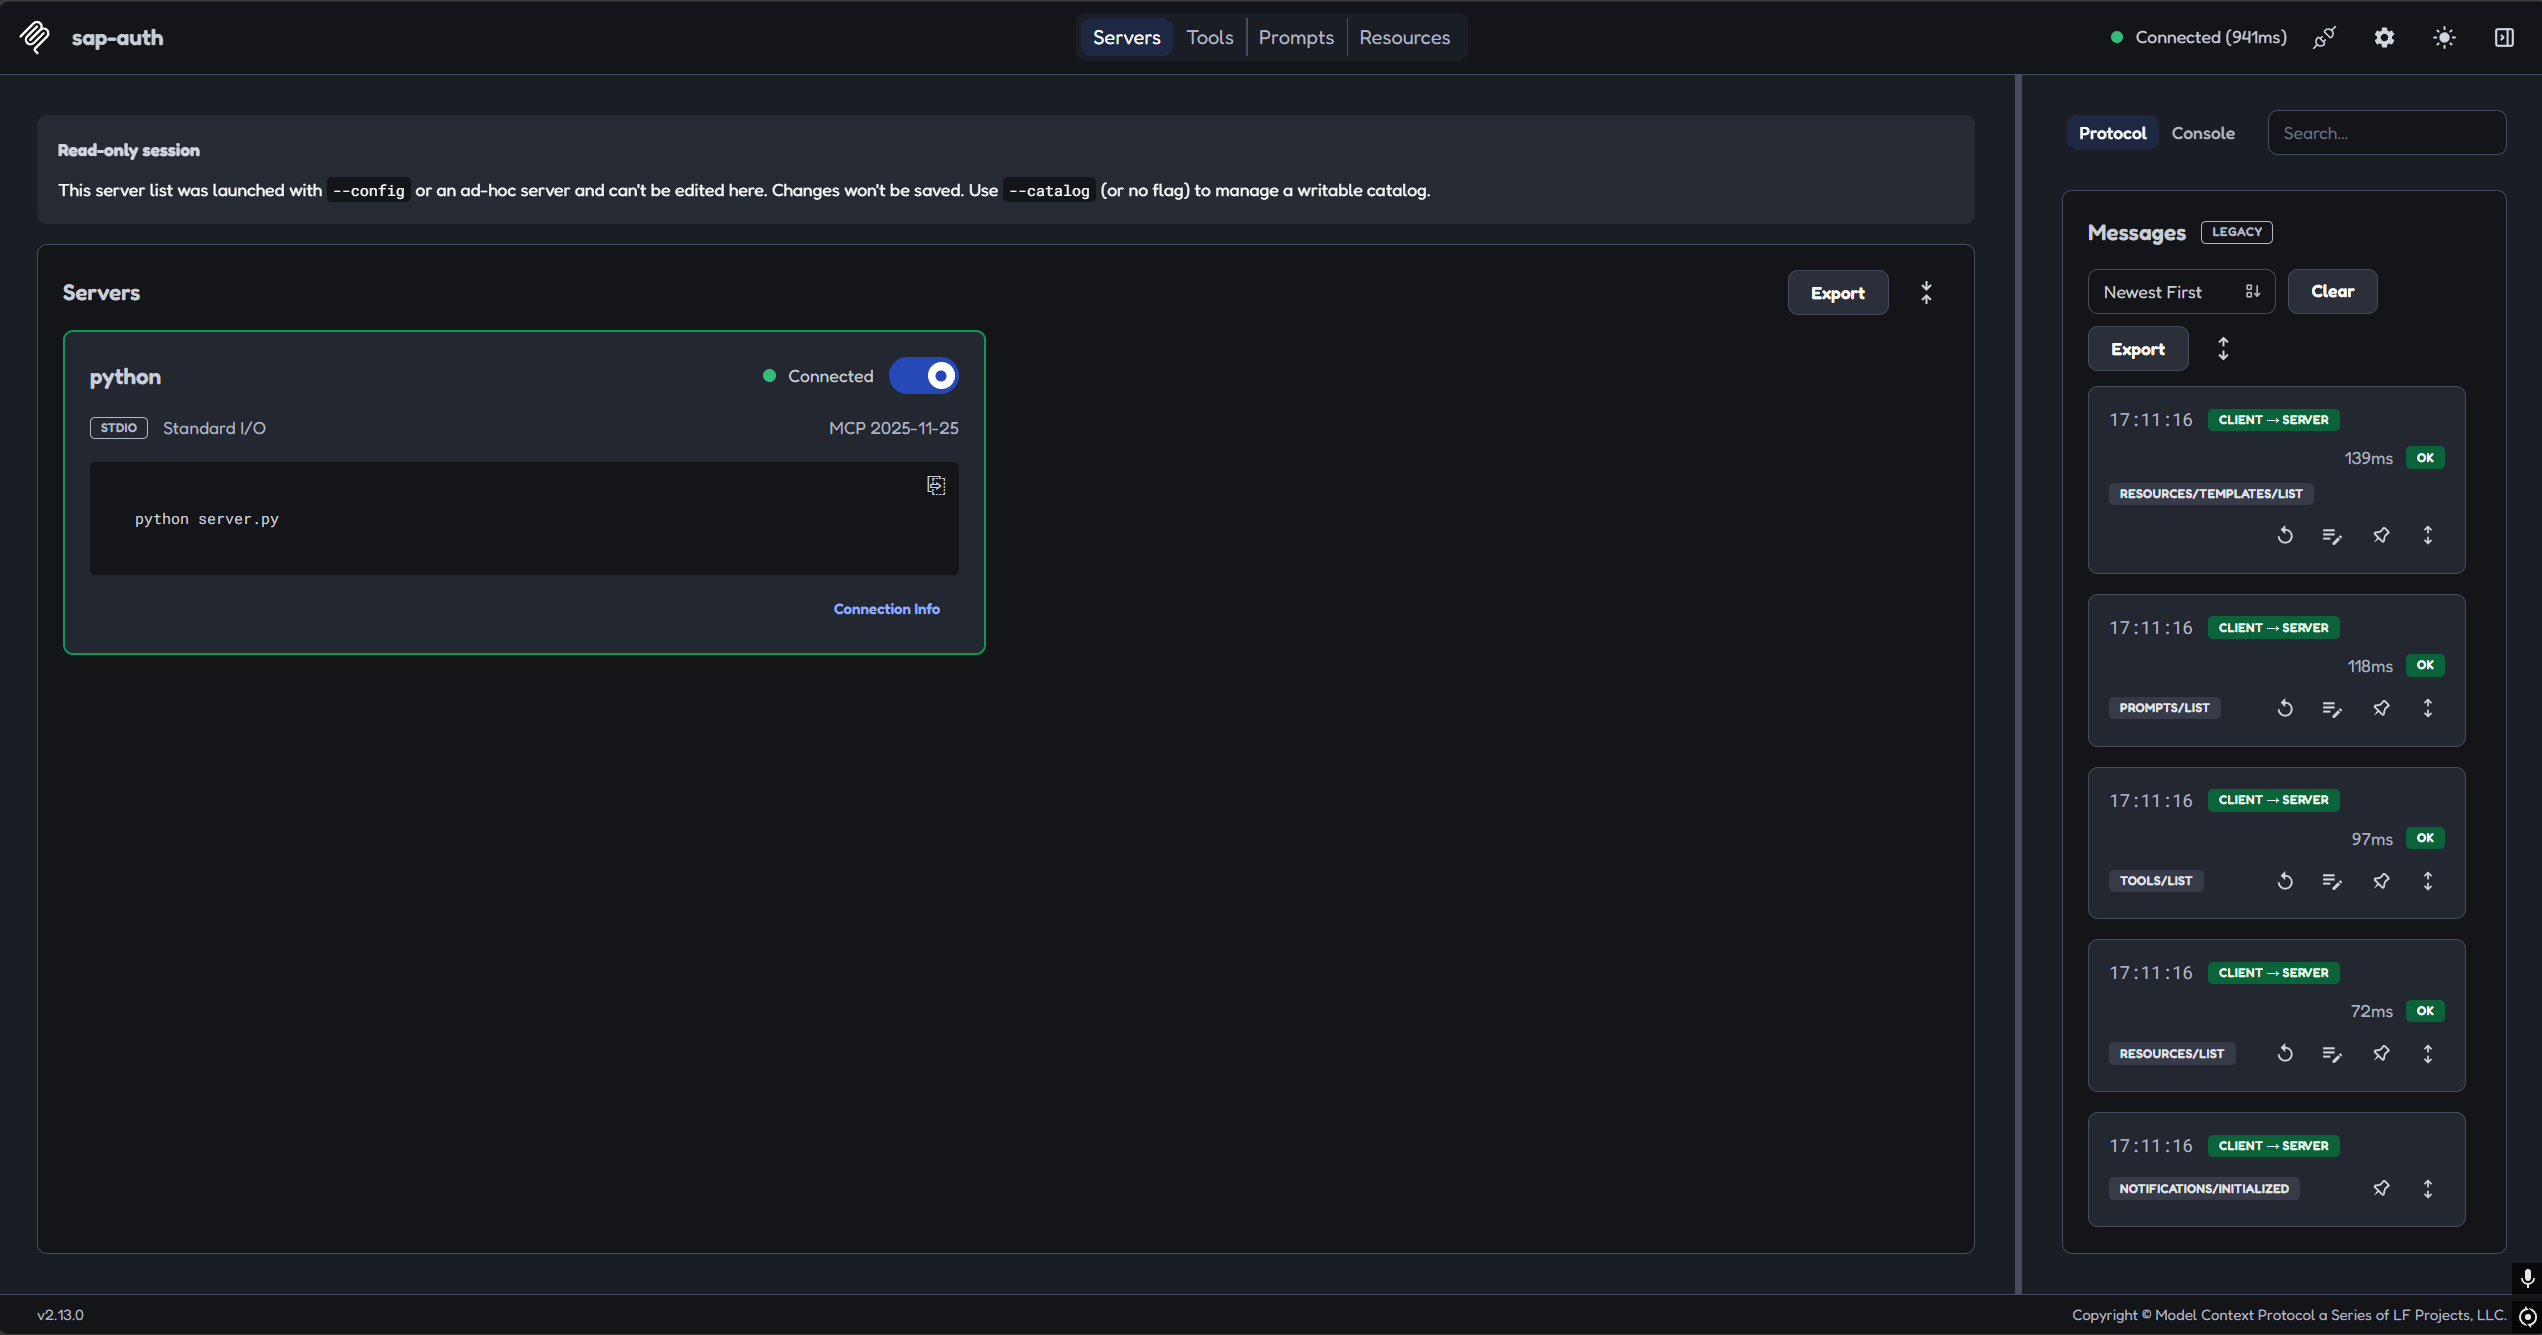 sap-auth
Servers Tools Prompts Resources
Connected (941ms)
Read-only session
This server list was launched with --config or an ad-hoc server and can't be edited here. Changes won't be saved. Use --catalog (or no flag) to manage a writable catalog.
Servers
Export
python
Connected
STDIO Standard I/O
MCP 2025-11-25
python server.py
Connection Info
Protocol Console Search...
Messages LEGACY
Newest First Clear
Export
17:11:16 CLIENT → SERVER
139ms OK
RESOURCES/TEMPLATES/LIST
17:11:16 CLIENT → SERVER
118ms OK
PROMPTS/LIST
17:11:16 CLIENT → SERVER
97ms OK
TOOLS/LIST
17:11:16 CLIENT → SERVER
72ms OK
RESOURCES/LIST
17:11:16 CLIENT → SERVER
NOTIFICATIONS/INITIALIZED
v2.13.0
Copyright © Model Context Protocol a Series of LF Projects, LLC.